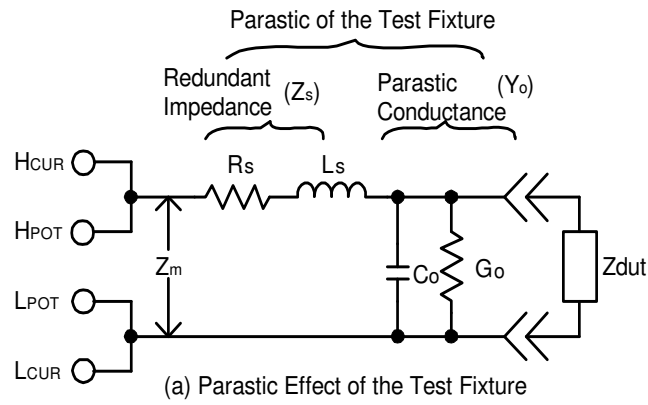 Parastic of the Test Fixture
Redundant
Impedance (Zs)
Parastic
Conductance (Yo)
HCUR
Rs
Ls
HPOT
Zm
Co
Go
Zdut
LPOT
LCUR
(a) Parastic Effect of the Test Fixture